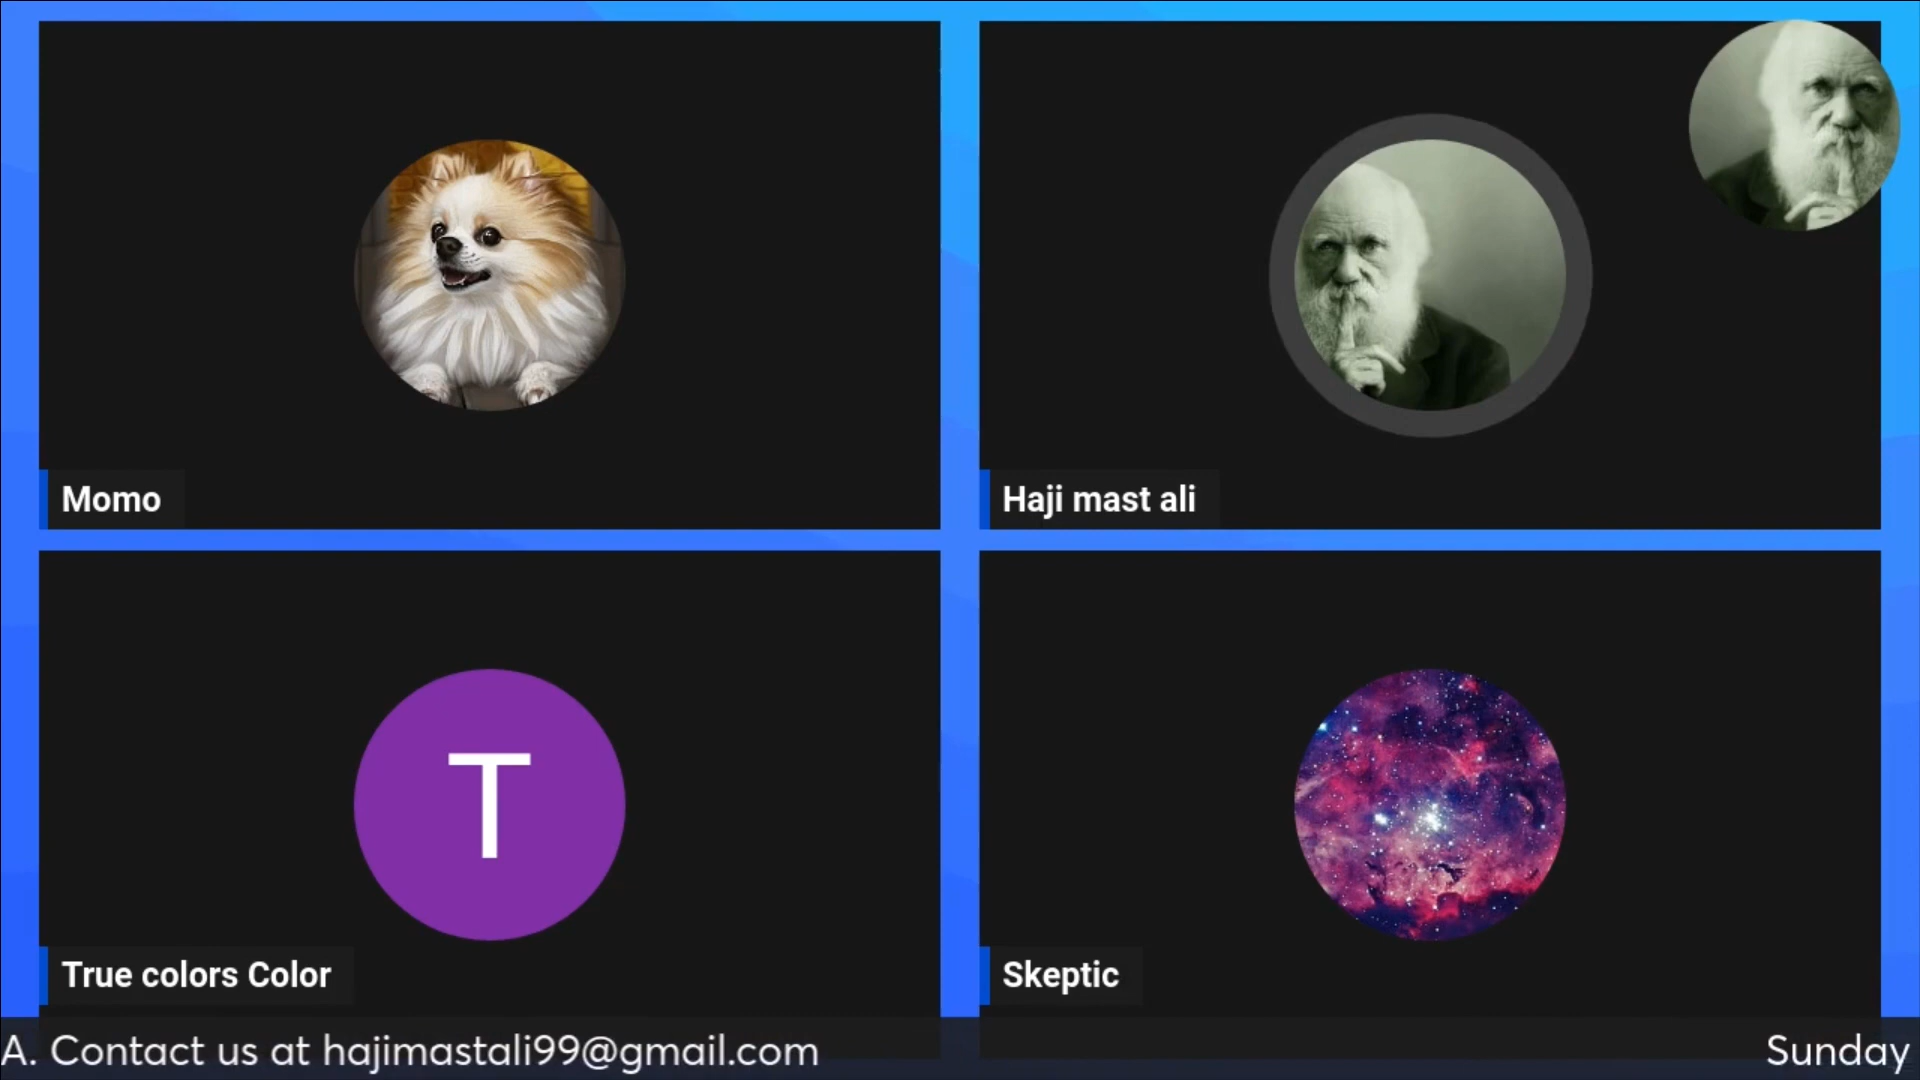 Momo
Haji mast ali
T
True colors Color
Skeptic
A. Contact us at hajimastali99@gmail.com
Sunday